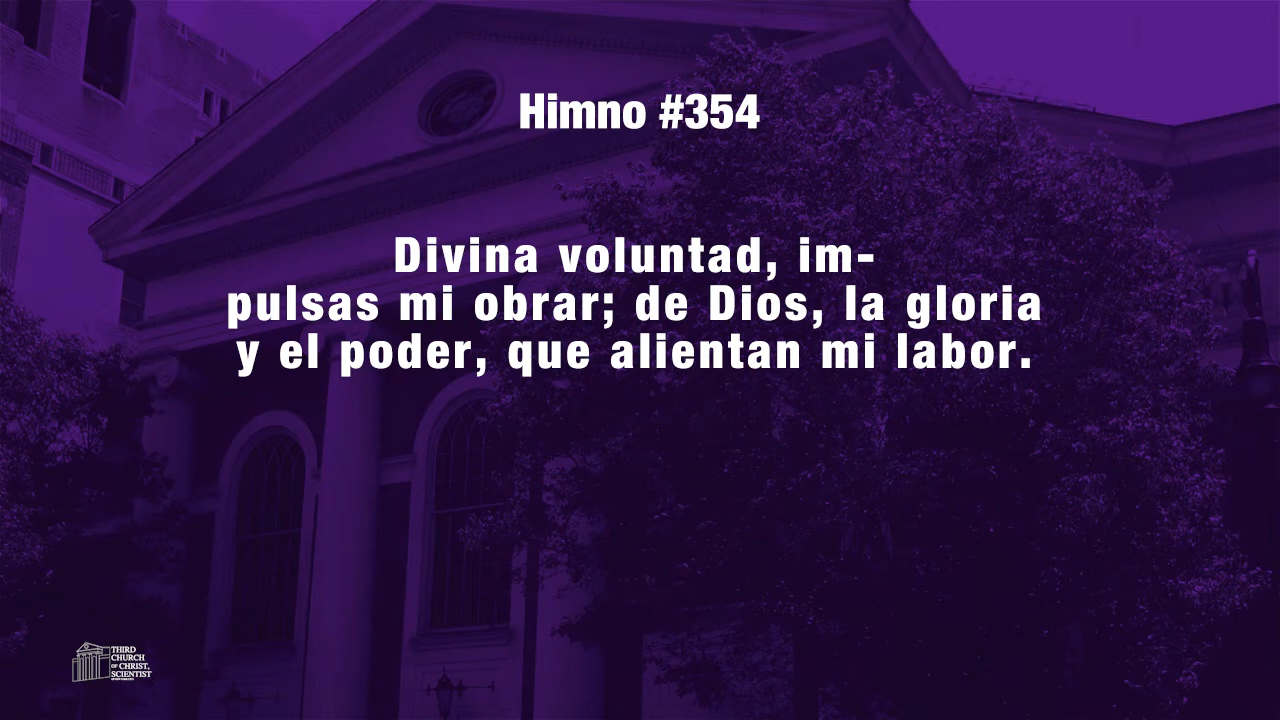 Himno #354
Divina voluntad, im-
pulsas mi obrar; de Dios, la gloria
y el poder, que alientan mi labor.
THIRD
CHURCH
OF CHRIST,
SCIENTIST